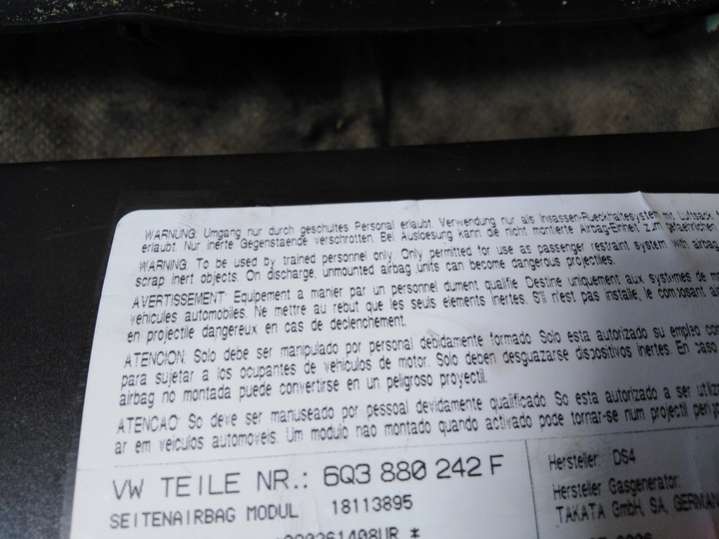 WARNUNG: Umgang nur durch geschultes Personal erlaubt. Verwendung nur als Insassen-Rueckhaltesystem mit Luftsack
erlaubt. Nur inerte Gegenstaende verschrotten. Bei Ausloesung kann die nicht montierte Airbag-Einheit zum gefaehrlichen
WARNING: To be used by trained personnel only. Only permitted for use as passenger restraint system with airbag
scrap inert objects. On discharge, unmounted airbag units can become dangerous projectiles.
AVERTISSEMENT: Equipement a manier par un personnel dument qualifie. Destine uniquement aux systemes de
vehicules automobiles. Ne mettre au rebut que les seuls elements inertes. S'il n'est pas installe, le composant
en projectile dangereux en cas de declenchement.
ATENCION: Solo debe ser manipulado por personal debidamente formado. Solo esta autorizado su empleo
para sujetar a los ocupantes de vehiculos de motor. Solo deben desguazarse dispositivos inertes. En caso
airbag no montada puede convertirse en un peligroso proyectil.
ATENCAO: So deve ser manuseado por pessoal devidamente qualificado. So esta autorizado a ser
ar em veiculos automoveis. Um modulo nao montado quando activado pode tornar-se num projectil
VW TEILE NR.: 6Q3 880 242 F
SEITENAIRBAG MODUL 18113895
Hersteller: DS4
Hersteller Gasgenerator:
TAKATA GmbH, SA, GERMAN